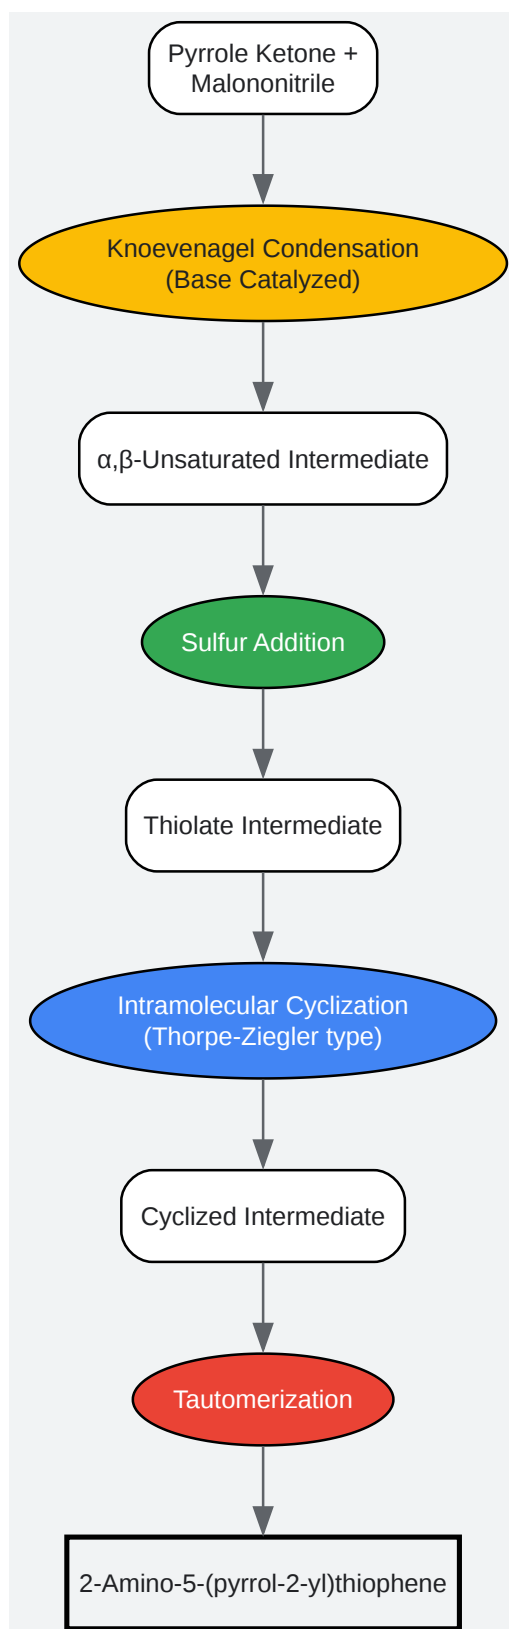 Pyrrole Ketone +
Malononitrile
Knoevenagel Condensation
(Base Catalyzed)
α,β-Unsaturated Intermediate
Sulfur Addition
Thiolate Intermediate
Intramolecular Cyclization
(Thorpe-Ziegler type)
Cyclized Intermediate
Tautomerization
2-Amino-5-(pyrrol-2-yl)thiophene